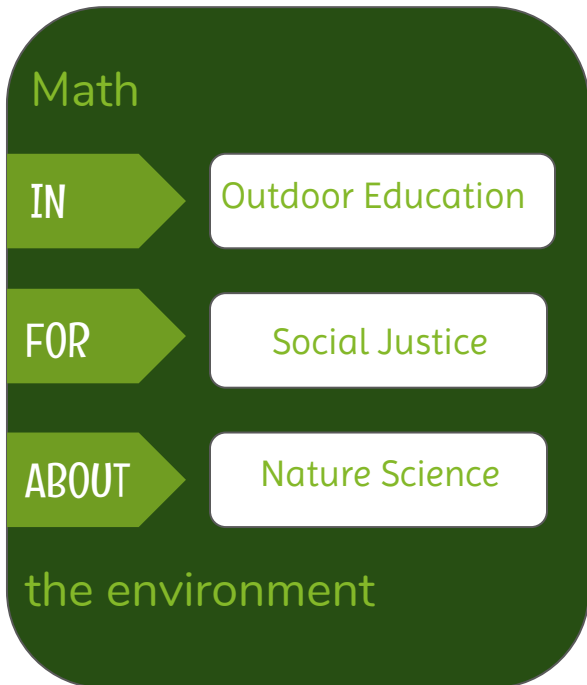 Math
IN
Outdoor Education
FOR
Social Justice
ABOUT
Nature Science
the environment